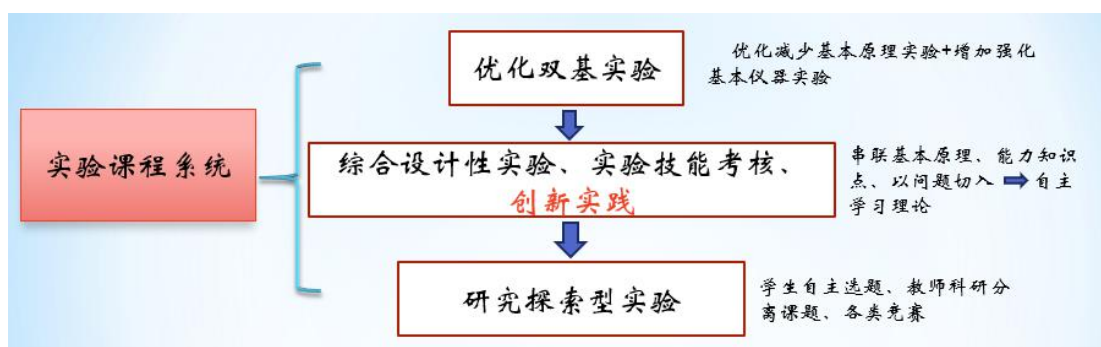 实验课程系统
优化双基实验
优化减少基本原理实验+增加强化
基本仪器实验
综合设计性实验、实验技能考核、
创新实践
串联基本原理、能力知识
点、以问题切入 ➡ 自主
学习理论
研究探索型实验
学生自主选题、教师科研分
离课题、各类竞赛